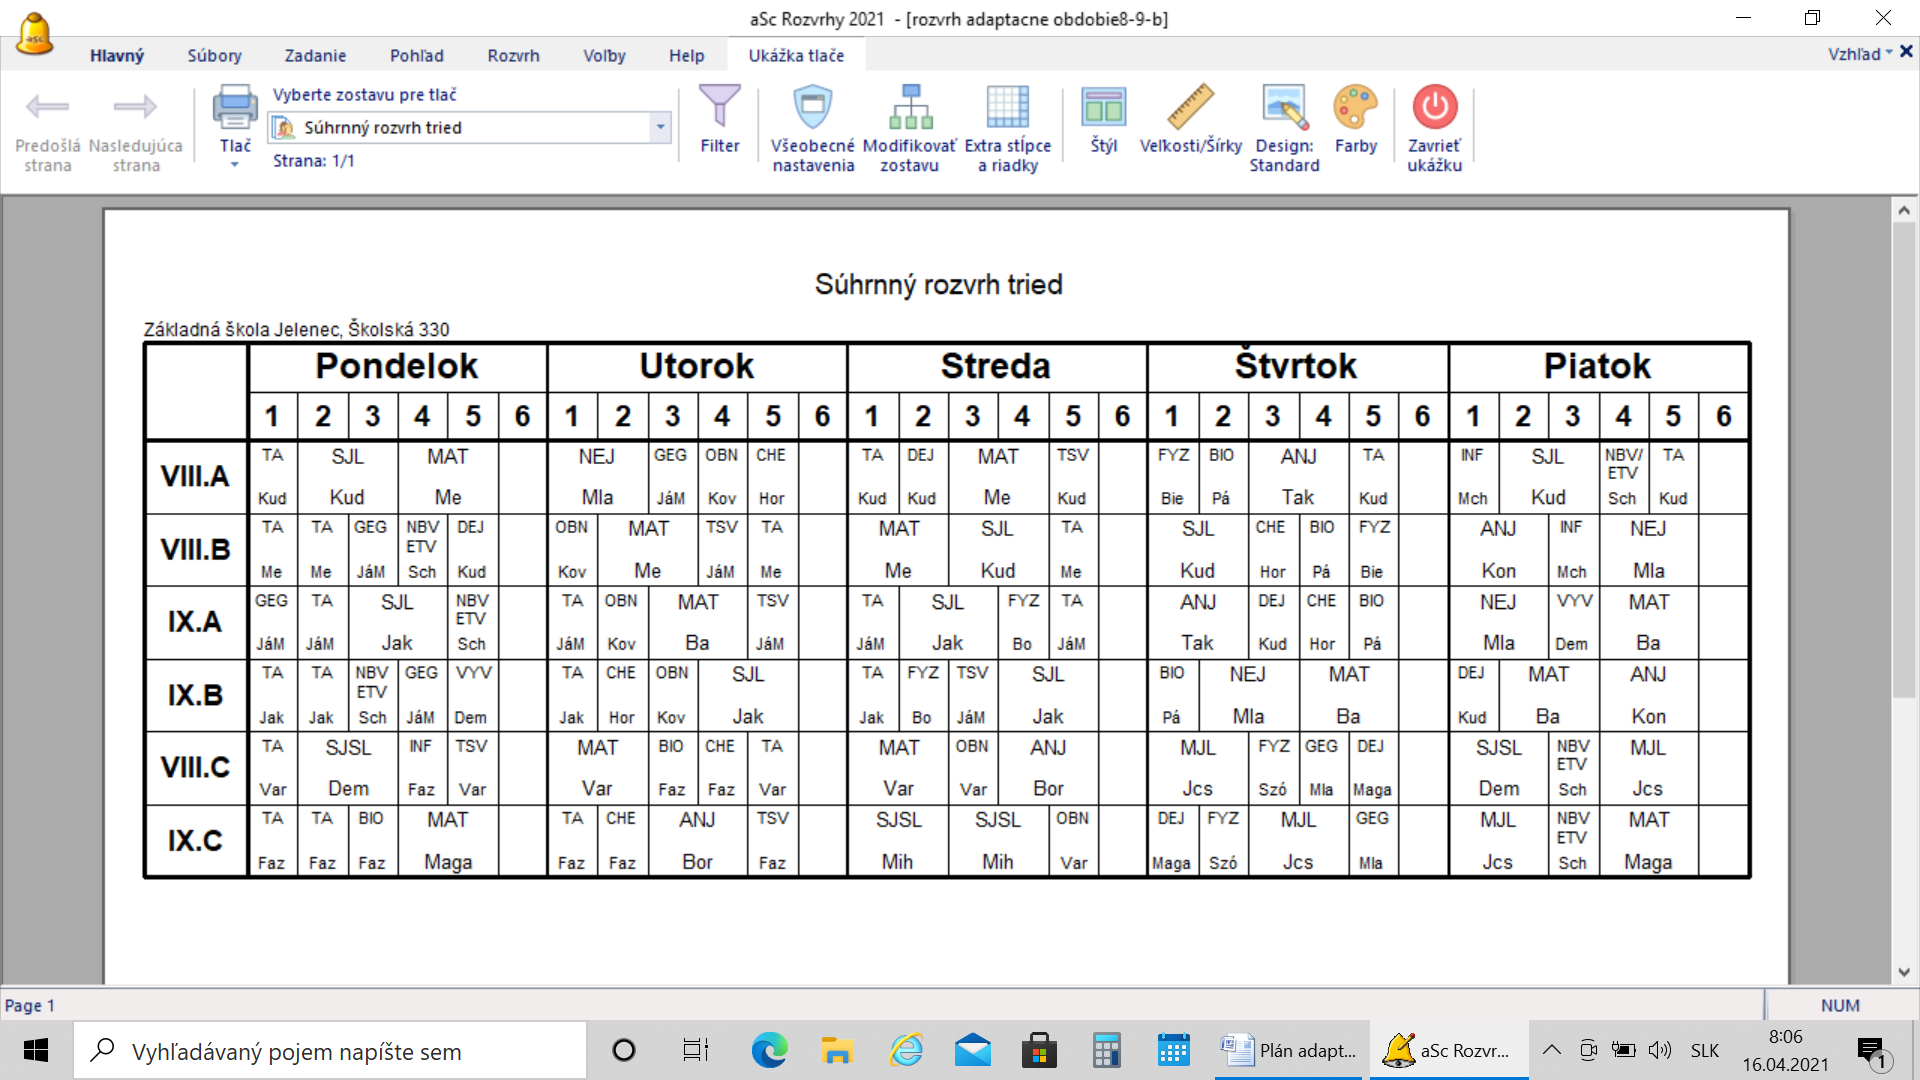 aSc Rozvrhy 2021 - [rozvrh adaptacne obdobie8-9-b]
Hlavný Súbory Zadanie Pohľad Rozvrh Voľby Help Ukážka tlače Vzhľad
Predošlá strana
Nasledujúca strana
Tlač
Vyberte zostavu pre tlač
Súhrnný rozvrh tried
Strana: 1/1
Filter
Všeobecné nastavenia
Modifikovať zostavu
Extra stĺpce a riadky
Štýl
Veľkosti/Šírky
Design: Standard
Farby
Zavrieť ukážku
Súhrnný rozvrh tried
Základná škola Jelenec, Školská 330
Pondelok Utorok Streda Štvrtok Piatok
1 2 3 4 5 6 1 2 3 4 5 6 1 2 3 4 5 6 1 2 3 4 5 6 1 2 3 4 5 6
TA SJL MAT NEJ GEG OBN CHE TA DEJ MAT TSV FYZ BIO ANJ TA INF SJL NBV/ETV TA
VIII.A
Kud Kud Me Mla JáM Kov Hor Kud Kud Me Kud Bie Pá Tak Kud Mch Kud Sch Kud
TA TA GEG NBV ETV DEJ OBN MAT TSV TA MAT SJL TA SJL CHE BIO FYZ ANJ INF NEJ
VIII.B
Me Me JáM Sch Kud Kov Me JáM Me Me Kud Me Kud Hor Pá Bie Kon Mch Mla
GEG TA SJL NBV ETV TA OBN MAT TSV TA SJL FYZ TA ANJ DEJ CHE BIO NEJ VYV MAT
IX.A
JáM JáM Jak Sch JáM Kov Ba JáM JáM Jak Bo JáM Tak Kud Hor Pá Mla Dem Ba
TA TA NBV ETV GEG VYV TA CHE OBN SJL TA FYZ TSV SJL BIO NEJ MAT DEJ MAT ANJ
IX.B
Jak Jak Sch JáM Dem Jak Hor Kov Jak Jak Bo JáM Jak Pá Mla Ba Kud Ba Kon
TA SJSL INF TSV MAT BIO CHE TA MAT OBN ANJ MJL FYZ GEG DEJ SJSL NBV ETV MJL
VIII.C
Var Dem Faz Var Var Faz Faz Var Var Var Bor Jcs Szó Mla Maga Dem Sch Jcs
TA TA BIO MAT TA CHE ANJ TSV SJSL SJSL OBN DEJ FYZ MJL GEG MJL NBV ETV MAT
IX.C
Faz Faz Faz Maga Faz Faz Bor Faz Mih Mih Var Maga Szó Jcs Mla Jcs Sch Maga
Page 1 NUM
Vyhľadávaný pojem napíšte sem
Plán adapt...
aSc Rozvr...
SLK
8:06
16.04.2021
1